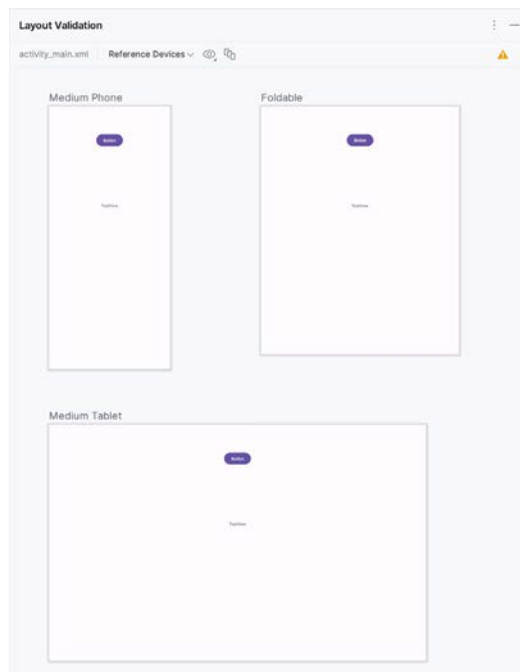 Layout Validation
activity_main.xml Reference Devices
Medium Phone
Foldable
Button
Button
TextView
TextView
Medium Tablet
Button
TextView